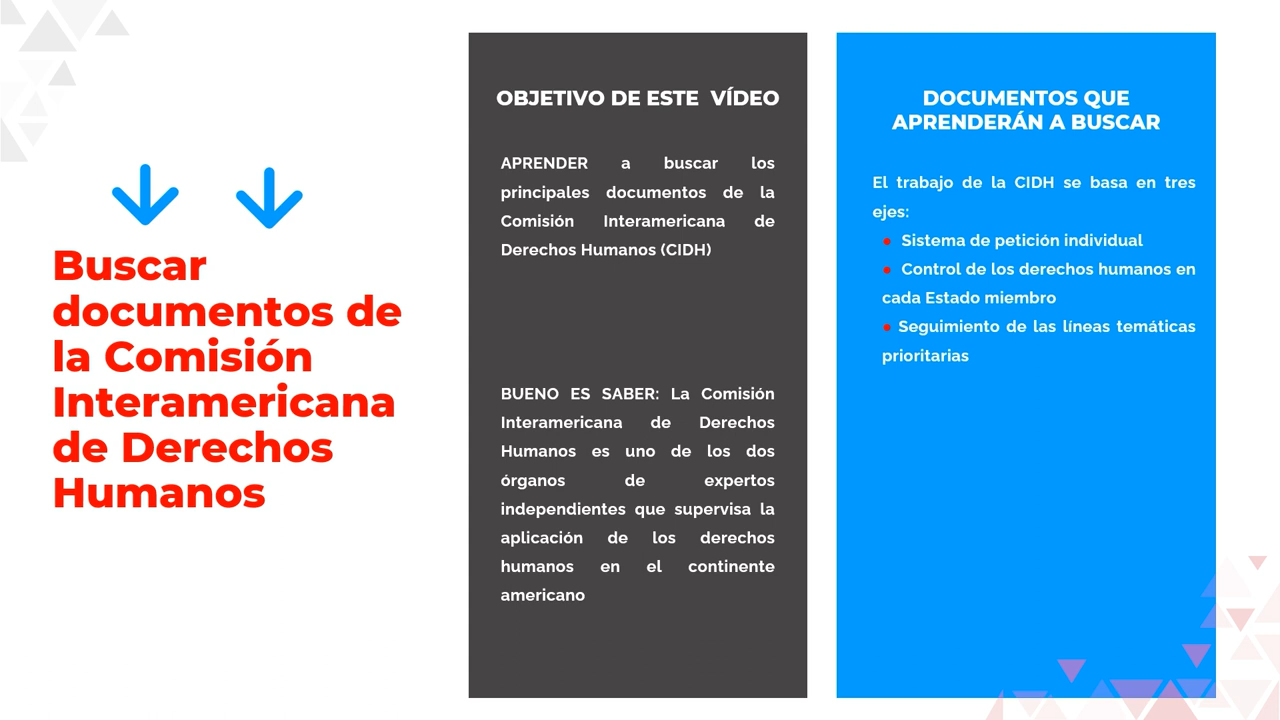 Buscar
documentos de
la Comisión
Interamericana
de Derechos
Humanos
OBJETIVO DE ESTE VÍDEO
APRENDER a buscar los
principales documentos de la
Comisión Interamericana de
Derechos Humanos (CIDH)
BUENO ES SABER: La Comisión
Interamericana de Derechos
Humanos es uno de los dos
órganos de expertos
independientes que supervisa la
aplicación de los derechos
humanos en el continente
americano
DOCUMENTOS QUE
APRENDERÁN A BUSCAR
El trabajo de la CIDH se basa en tres
ejes:
● Sistema de petición individual
● Control de los derechos humanos en
cada Estado miembro
● Seguimiento de las líneas temáticas
prioritarias